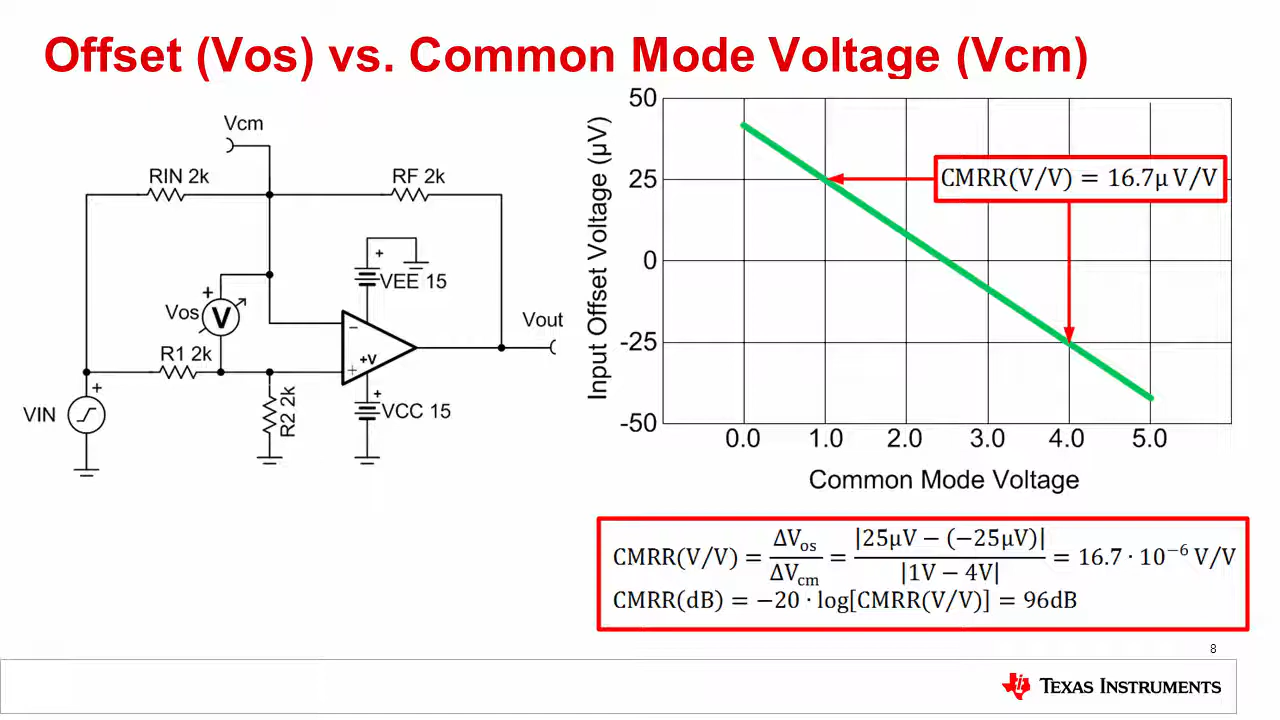 Offset (Vos) vs. Common Mode Voltage (Vcm)
Vcm
RIN 2k
RF 2k
+
VEE 15
+
Vos
V
−
Vout
R1 2k
+V
+
+
VIN
+
R2 2k
VCC 15
Input Offset Voltage (µV)
50
25
0
-25
-50
0.0 1.0 2.0 3.0 4.0 5.0
Common Mode Voltage
CMRR(V/V) = 16.7µ V/V
CMRR(V/V) = ΔVos/ΔVcm = |25µV − (−25µV)|/|1V − 4V| = 16.7 · 10⁻⁶ V/V
CMRR(dB) = −20 · log[CMRR(V/V)] = 96dB
8
TEXAS INSTRUMENTS